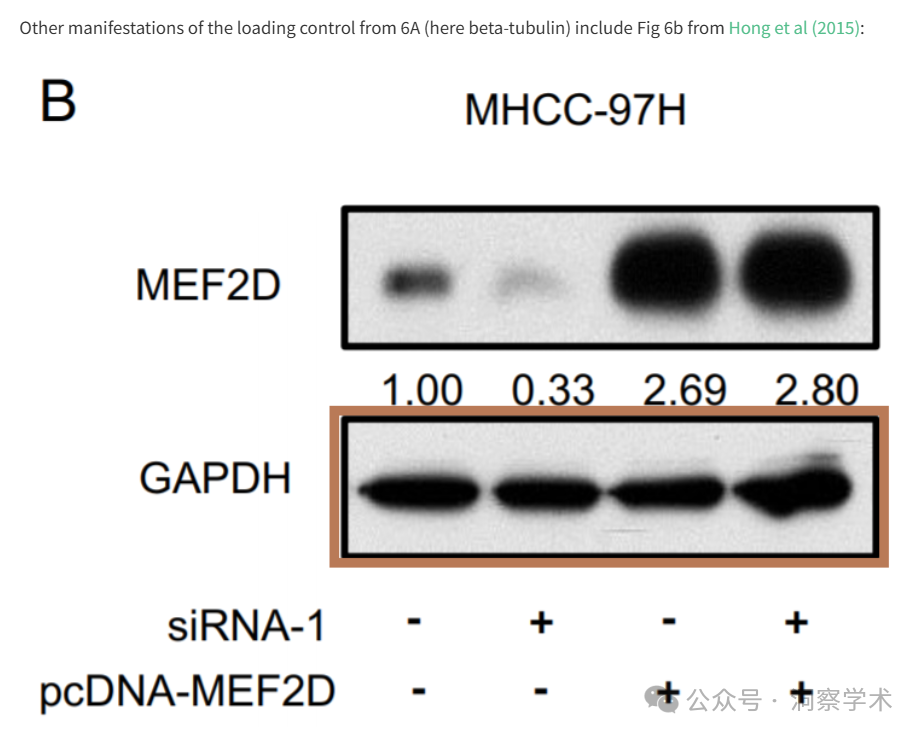 Other manifestations of the loading control from 6A (here beta-tubulin) include Fig 6b from Hong et al (2015):
B
MHCC-97H
MEF2D
1.00 0.33 2.69 2.80
GAPDH
siRNA-1 - + - +
pcDNA-MEF2D - - + +
公众号 · 洞察学术